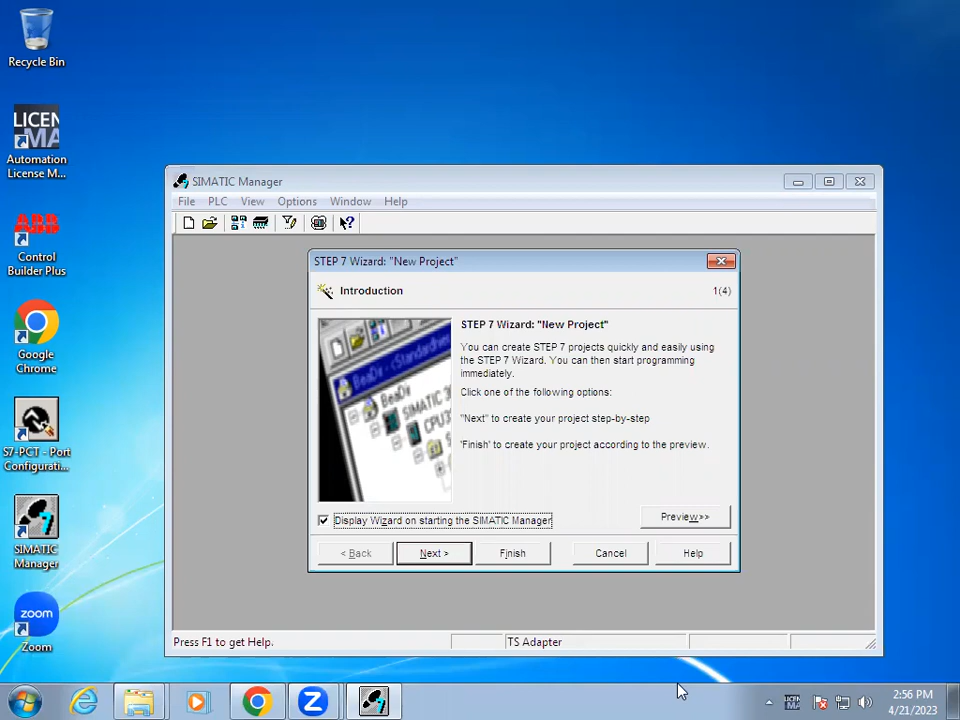 Recycle Bin
LICEN
MA
Automation
License M...
ABB
Control
Builder Plus
Google
Chrome
S7-PCT - Port
Configurati...
SIMATIC
Manager
zoom
Zoom
SIMATIC Manager
File PLC View Options Window Help
STEP 7 Wizard: "New Project"
Introduction 1(4)
STEP 7 Wizard: "New Project"
You can create STEP 7 projects quickly and easily using
the STEP 7 Wizard. You can then start programming
immediately.
Click one of the following options:
"Next" to create your project step-by-step
'Finish' to create your project according to the preview.
BeaDir - (Standardhier
BeaDir
SIMATIC 3
CPU3
Display Wizard on starting the SIMATIC Manager
Preview>>
< Back Next > Finish Cancel Help
Press F1 to get Help. TS Adapter
2:56 PM
4/21/2023